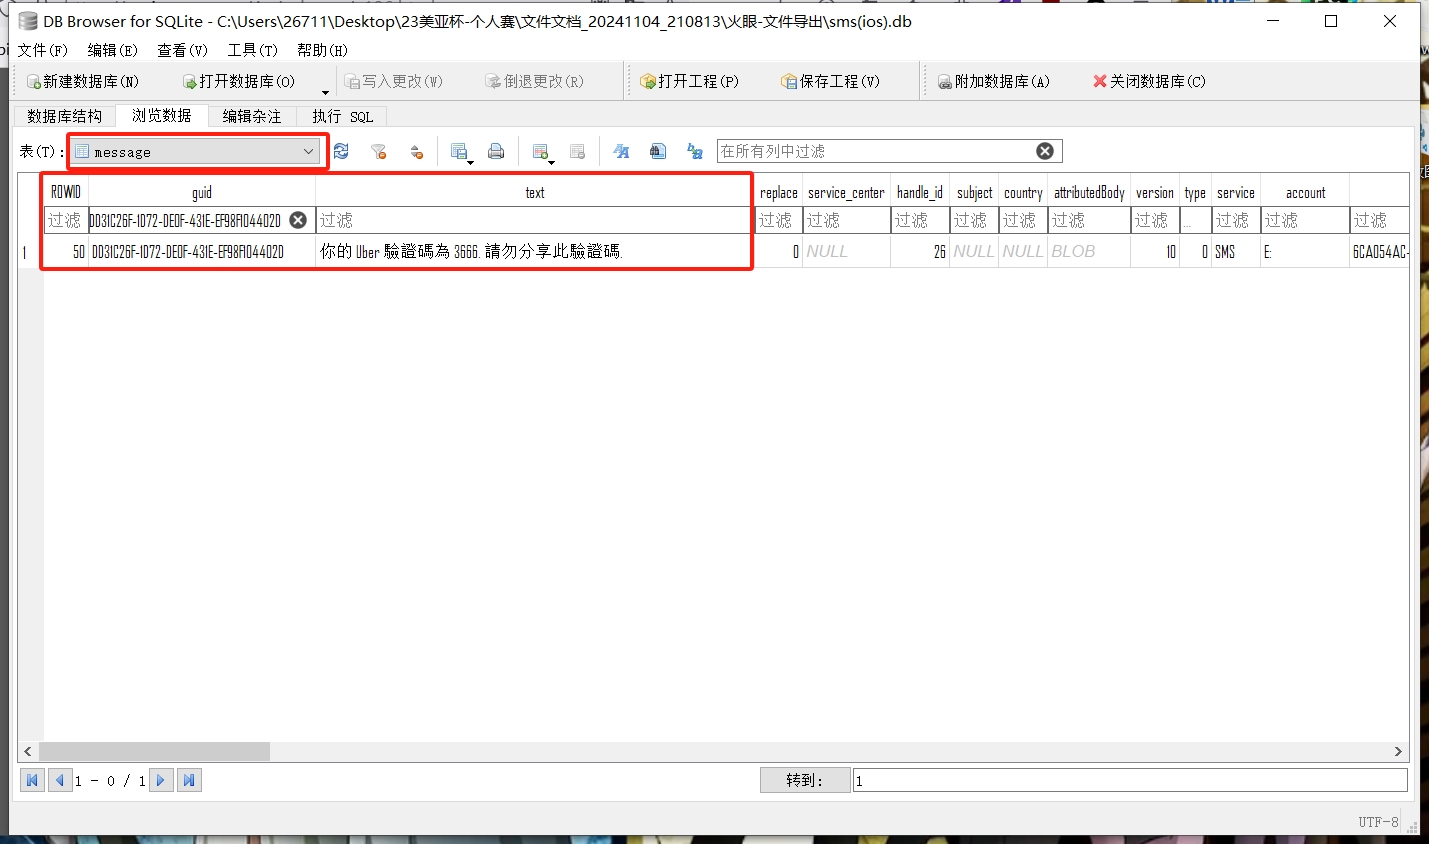 DB Browser for SQLite - C:\Users\26711\Desktop\23美亚杯-个人赛\文件文档_20241104_210813\火眼-文件导出\sms(ios).db
文件(F) 编辑(E) 查看(V) 工具(T) 帮助(H)
新建数据库(N) 打开数据库(O) 写入更改(W) 倒退更改(R) 打开工程(P) 保存工程(V) 附加数据库(A) 关闭数据库(C)
数据库结构 浏览数据 编辑杂注 执行 SQL
表(T): message 在所有列中过滤
ROWID guid text replace service_center handle_id subject country attributedBody version type service account
过滤 DD31C26F-1D72-DE0F-431E-EF98F104402D 过滤 过滤 过滤 过滤 过滤 过滤 过滤 过滤 ... 过滤 过滤 过滤
1 50 DD31C26F-1D72-DE0F-431E-EF98F104402D 你的 Uber 驗證碼為 3666. 請勿分享此驗證碼. 0 NULL 26 NULL NULL BLOB 10 0 SMS E: 6CA054AC-
1 - 0 / 1 转到: 1
UTF-8